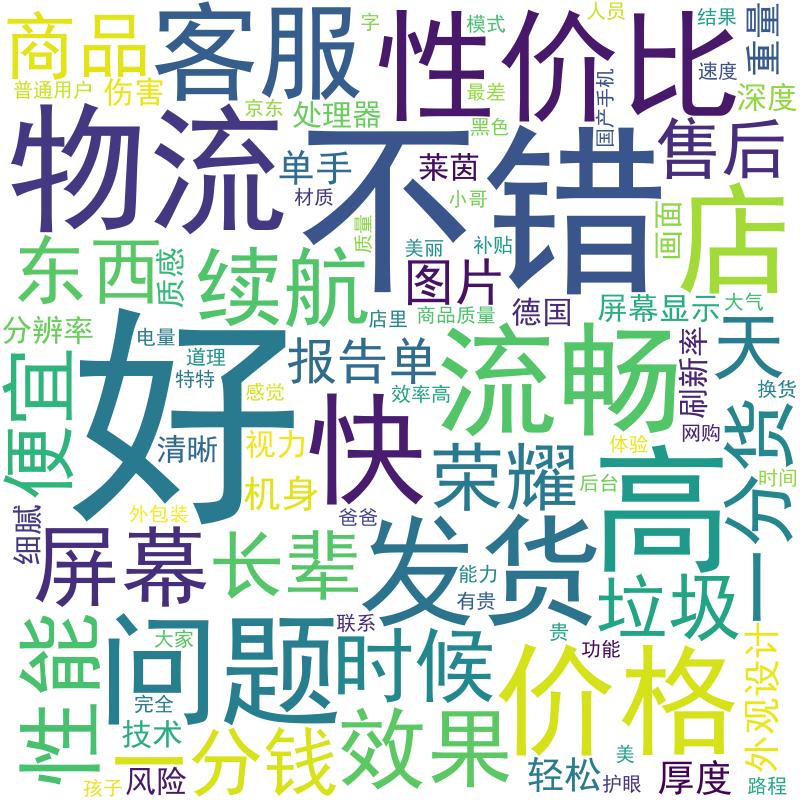 商品
客服
字
性价比
模式
人员
结果
重量
普通用户
伤害
京东
处理器
最差
黑色
速度
国产手机
深度
物流
不错
单手
材质
莱茵
小哥
售后
店
东西
质感
续航
质量
美丽
补贴
图片
画面
分辨率
电量
道理
特特
店里
商品质量
德国
屏幕显示
大气
天
便宜
好
报告单
感觉
效率高
流畅
刷新率
换货
网购
清晰
视力
快
荣耀
体验
后台
高
一分货
时间
细腻
外包装
机身
爸爸
屏幕
长辈
发货
能力
有贵
垃圾
性能
问题
大家
联系
时候
贵
功能
价格
外观设计
完全
技术
一分钱
效果
美
轻松
护眼
厚度
路程
孩子
风险